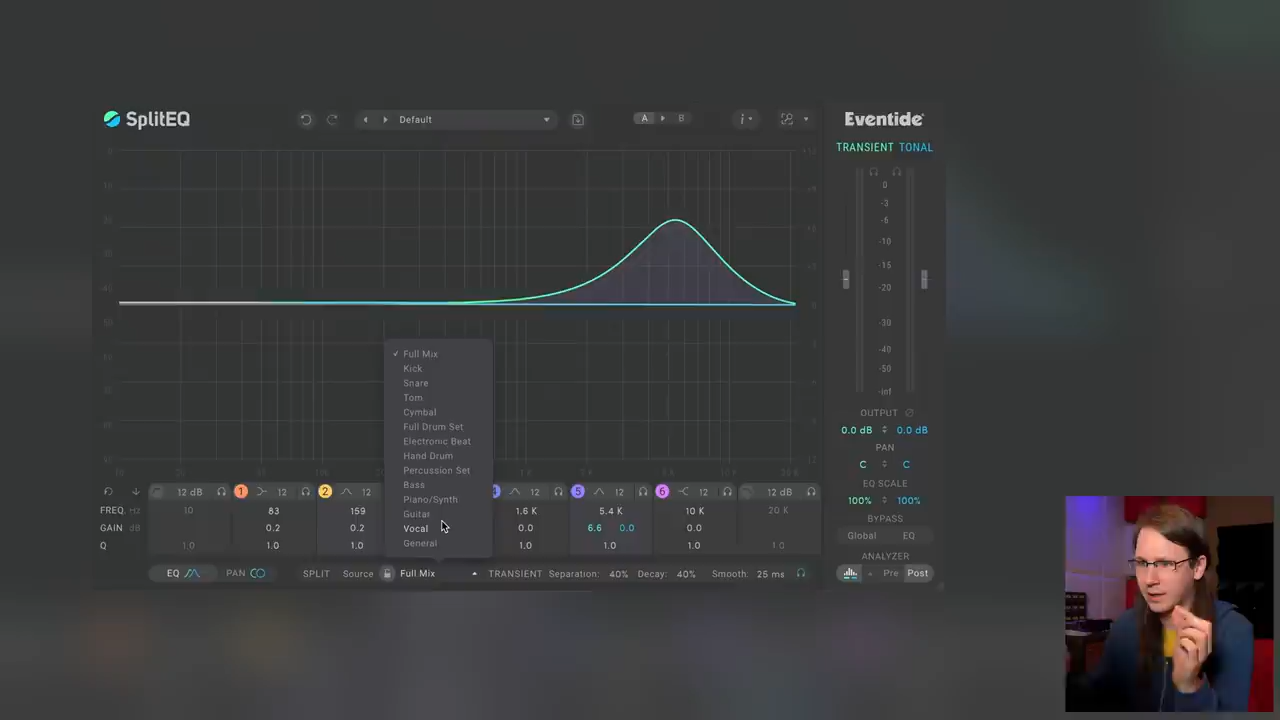 SplitEQ
Default
A
B
Eventide
TRANSIENT TONAL
0
-3
-6
-10
-15
-20
-30
-40
-50
-inf
Full Mix
Kick
Snare
Tom
Cymbal
Full Drum Set
Electronic Beat
Hand Drum
Percussion Set
Bass
Piano/Synth
Guitar
Vocal
General
12 dB 1 12 2 12 12 5 12 6 12 12 dB
FREQ. Hz 10 83 159 1.6 K 5.4 K 10 K 20 K
GAIN dB 0.2 0.2 0.0 6.6 0.0 0.0
Q 1.0 1.0 1.0 1.0 1.0 1.0 1.0
EQ PAN SPLIT Source Full Mix TRANSIENT Separation: 40% Decay: 40% Smooth: 25 ms
OUTPUT
0.0 dB 0.0 dB
PAN
C C
EQ SCALE
100% 100%
BYPASS
Global EQ
ANALYZER
Pre Post